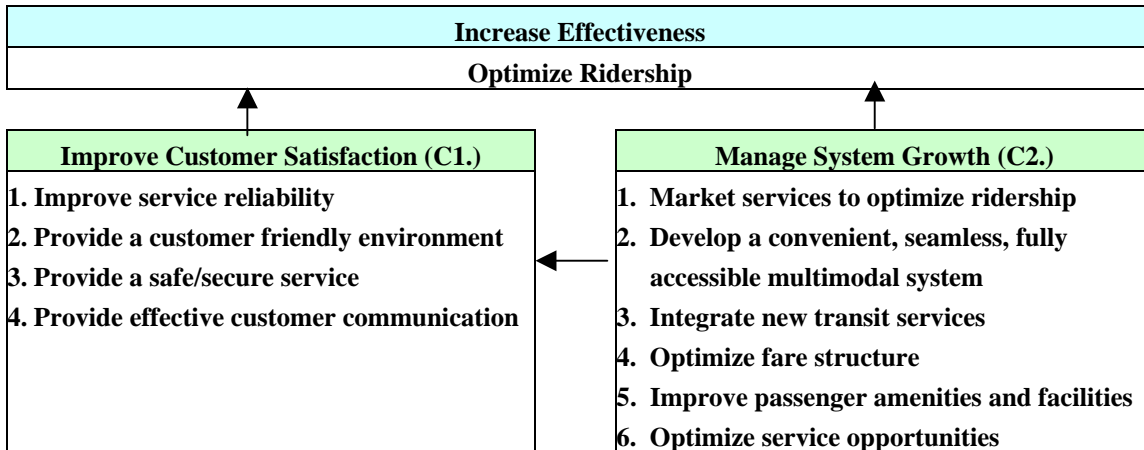 Increase Effectiveness
Optimize Ridership
Improve Customer Satisfaction (C1.)
1. Improve service reliability
2. Provide a customer friendly environment
3. Provide a safe/secure service
4. Provide effective customer communication
Manage System Growth (C2.)
1. Market services to optimize ridership
2. Develop a convenient, seamless, fully
accessible multimodal system
3. Integrate new transit services
4. Optimize fare structure
5. Improve passenger amenities and facilities
6. Optimize service opportunities